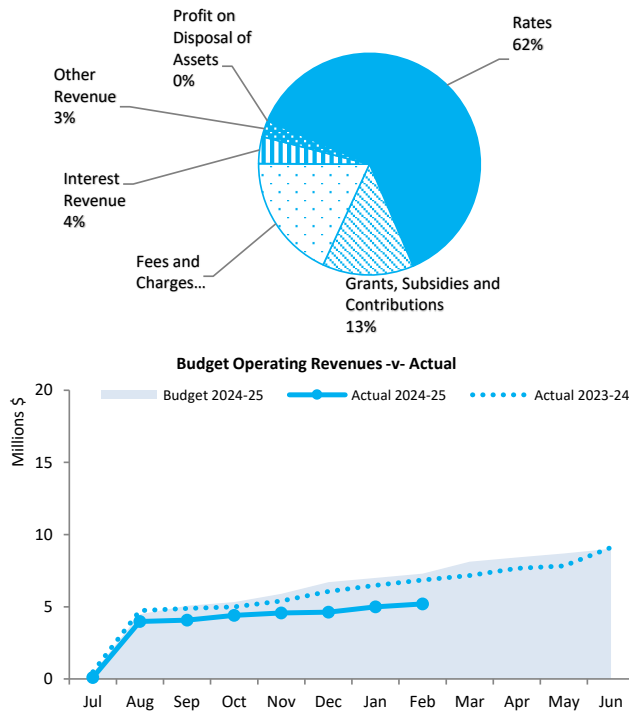 Profit on
Disposal of
Assets
0%
Rates
62%
Other
Revenue
3%
Interest
Revenue
4%
Fees and
Charges...
Grants, Subsidies and
Contributions
13%
Budget Operating Revenues -v- Actual
Millions $
Budget 2024-25
Actual 2024-25
Actual 2023-24
20
15
10
5
0
Jul Aug Sep Oct Nov Dec Jan Feb Mar Apr May Jun